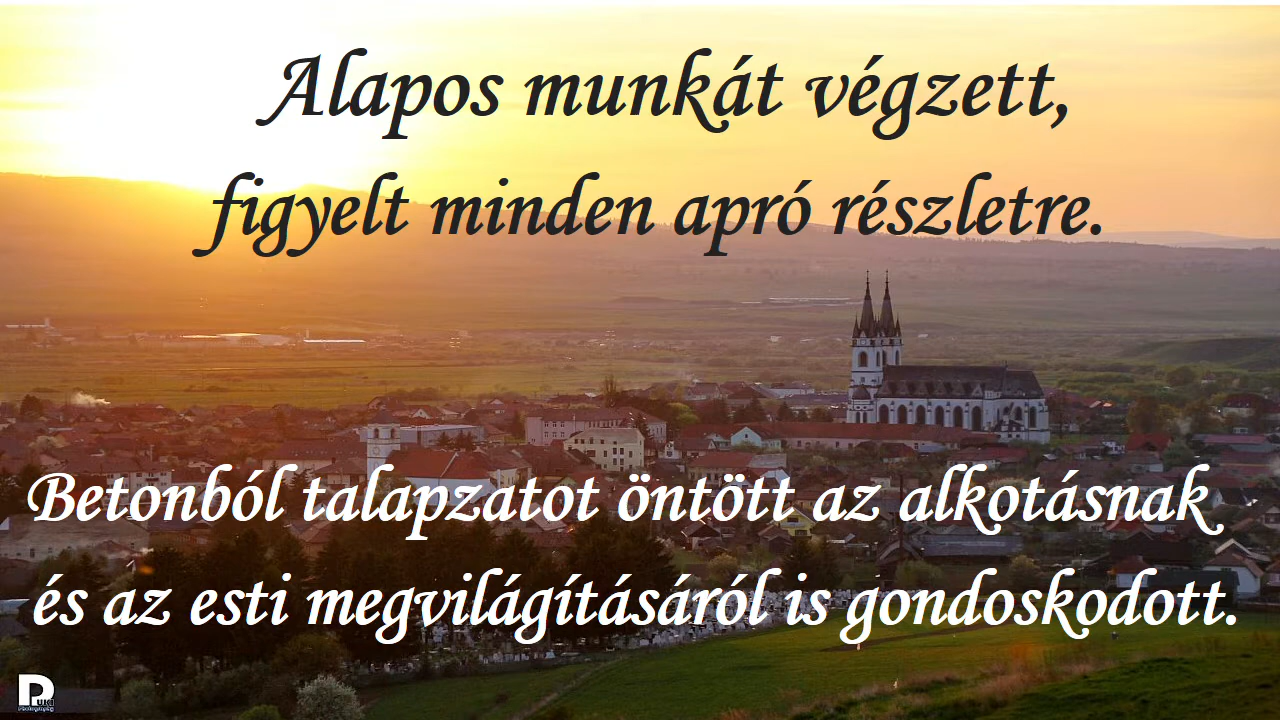 Alapos munkát végzett,
figyelt minden apró részletre.
Betonból talapzatot öntött az alkotásnak
és az esti megvilágításáról is gondoskodott.